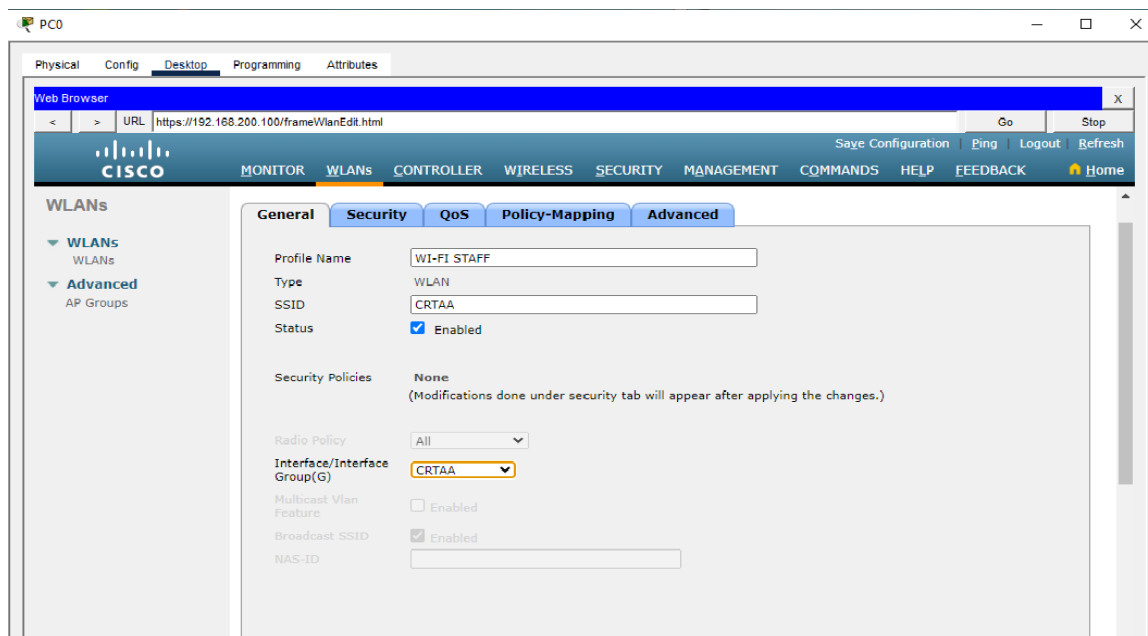 PC0
Physical Config Desktop Programming Attributes
Web Browser X
< > URL https://192.168.200.100/frameWlanEdit.html Go Stop
Save Configuration | Ping | Logout | Refresh
CISCO MONITOR WLANs CONTROLLER WIRELESS SECURITY MANAGEMENT COMMANDS HELP FEEDBACK Home
WLANs
WLANs
WLANs
Advanced
AP Groups
General Security QoS Policy-Mapping Advanced
Profile Name WI-FI STAFF
Type WLAN
SSID CRTAA
Status Enabled
Security Policies None
(Modifications done under security tab will appear after applying the changes.)
Radio Policy All
Interface/Interface
Group(G) CRTAA
Multicast Vlan
Feature Enabled
Broadcast SSID Enabled
NAS-ID